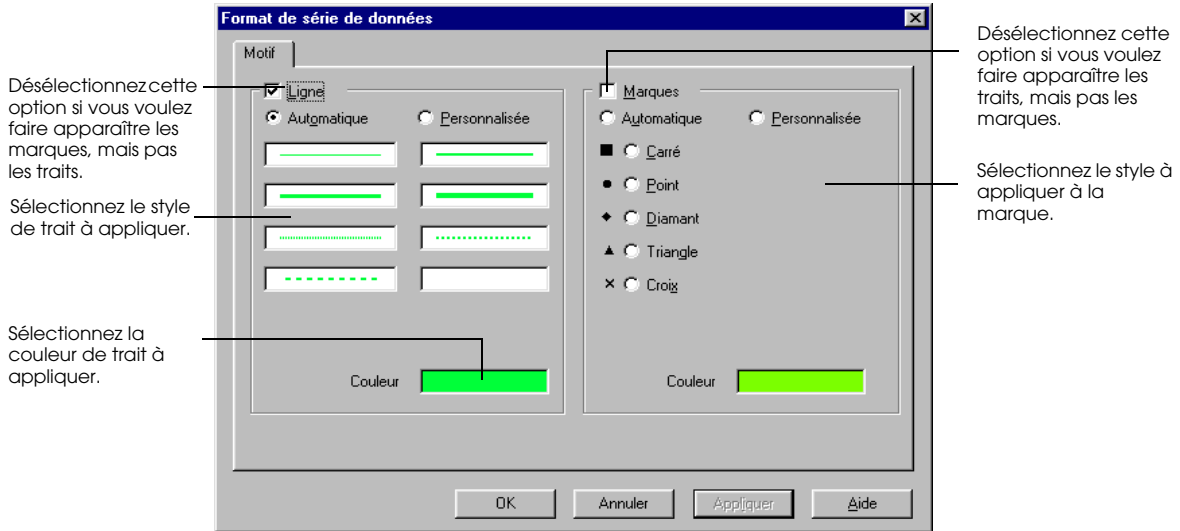 Format de série de données
Motif
Désélectionnez cette
option si vous voulez
faire apparaître les
marques, mais pas
les traits.
Sélectionnez le style
de trait à appliquer.
Sélectionnez la
couleur de trait à
appliquer.
Ligne
Automatique Personnalisée
Couleur
Marques
Automatique Personnalisée
Carré
Point
Diamant
Triangle
Croix
Couleur
Désélectionnez cette
option si vous voulez
faire apparaître les
traits, mais pas les
marques.
Sélectionnez le style à
appliquer à la
marque.
OK Annuler Appliquer Aide